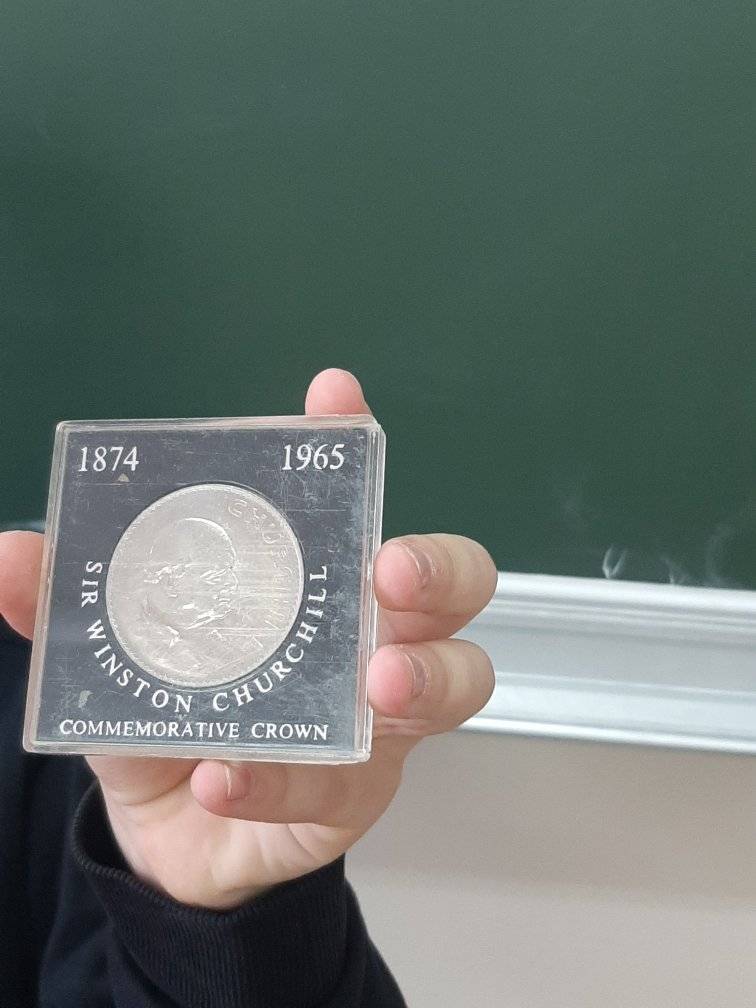 1874 1965
SIR WINSTON CHURCHILL
COMMEMORATIVE CROWN